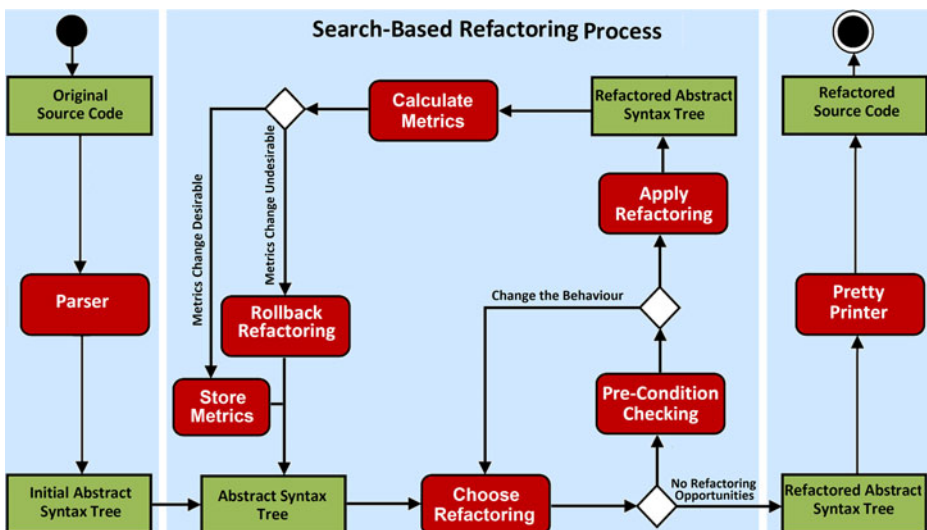 Search-Based Refactoring Process
Original
Source Code
Calculate
Metrics
Refactored Abstract
Syntax Tree
Refactored
Source Code
Metrics Change Desirable
Metrics Change Undesirable
Apply
Refactoring
Parser
Rollback
Refactoring
Change the Behaviour
Pretty
Printer
Store
Metrics
Pre-Condition
Checking
Initial Abstract
Syntax Tree
Abstract Syntax
Tree
Choose
Refactoring
No Refactoring
Opportunities
Refactored Abstract
Syntax Tree